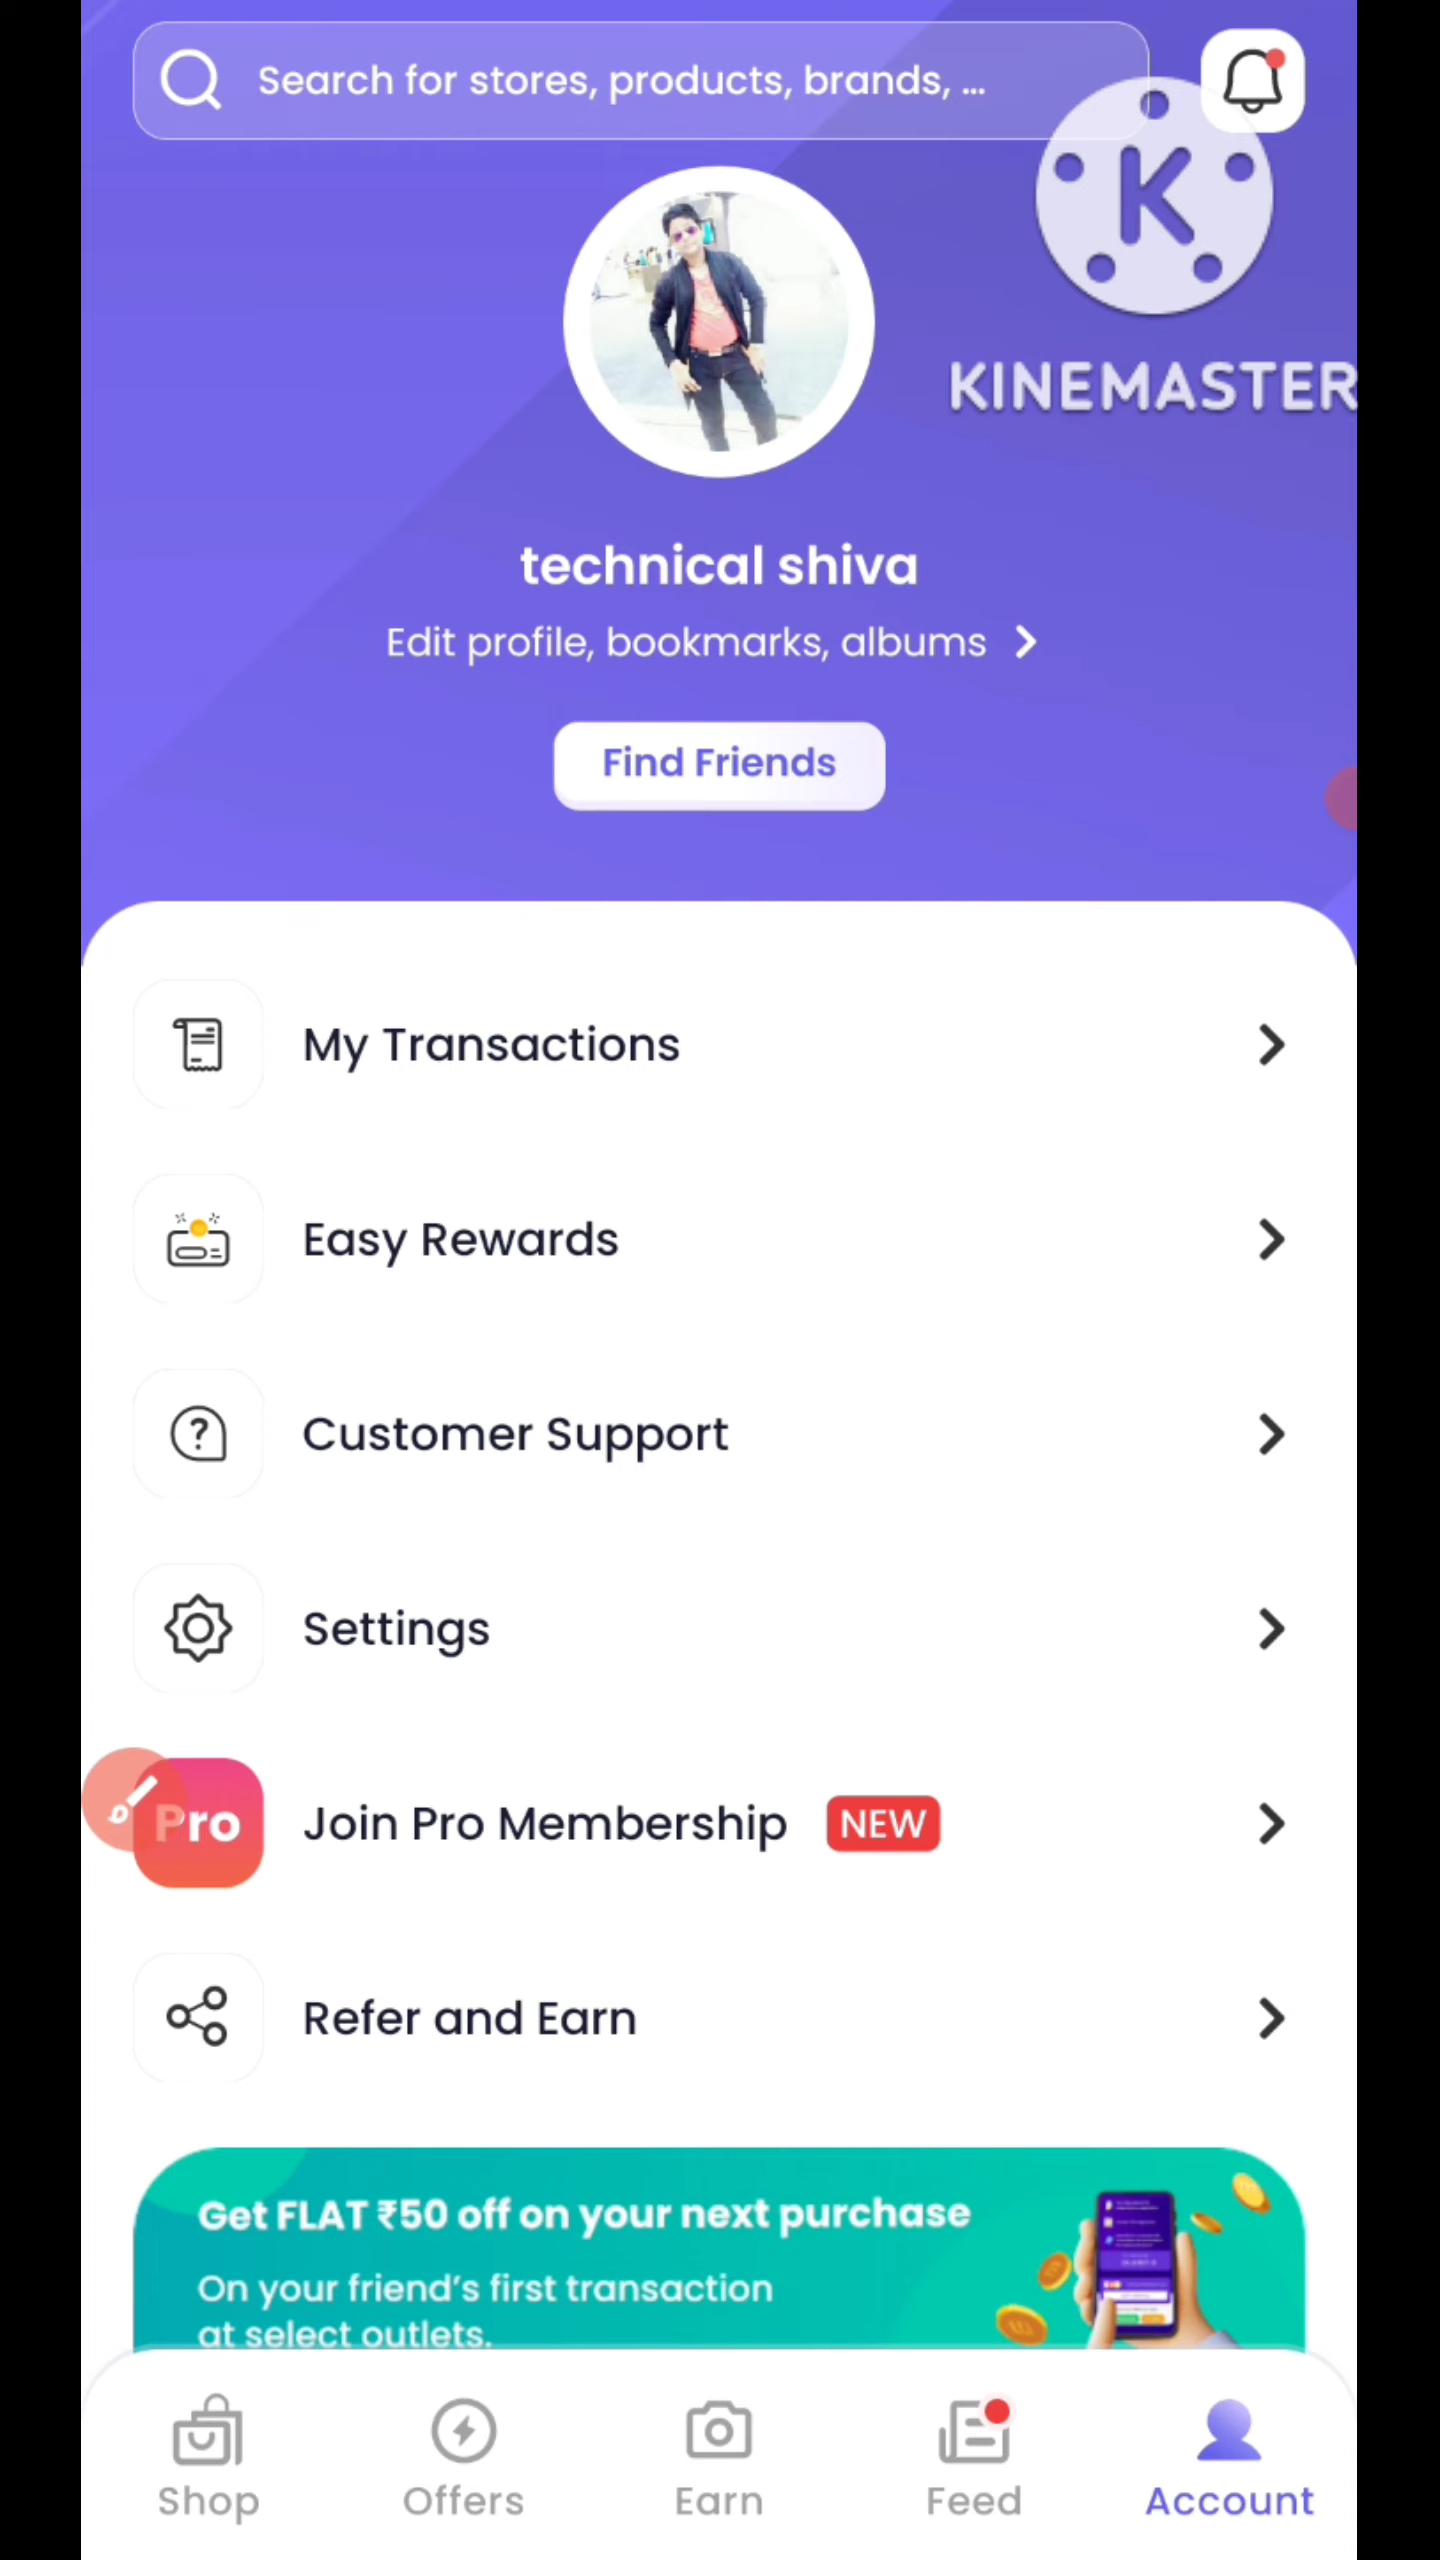 Search for stores, products, brands, ...
K
KINEMASTER
technical shiva
Edit profile, bookmarks, albums
Find Friends
My Transactions
Easy Rewards
Customer Support
Settings
Pro
Join Pro Membership NEW
Refer and Earn
Get FLAT ₹50 off on your next purchase
On your friend's first transaction
at select outlets.
Shop
Offers
Earn
Feed
Account